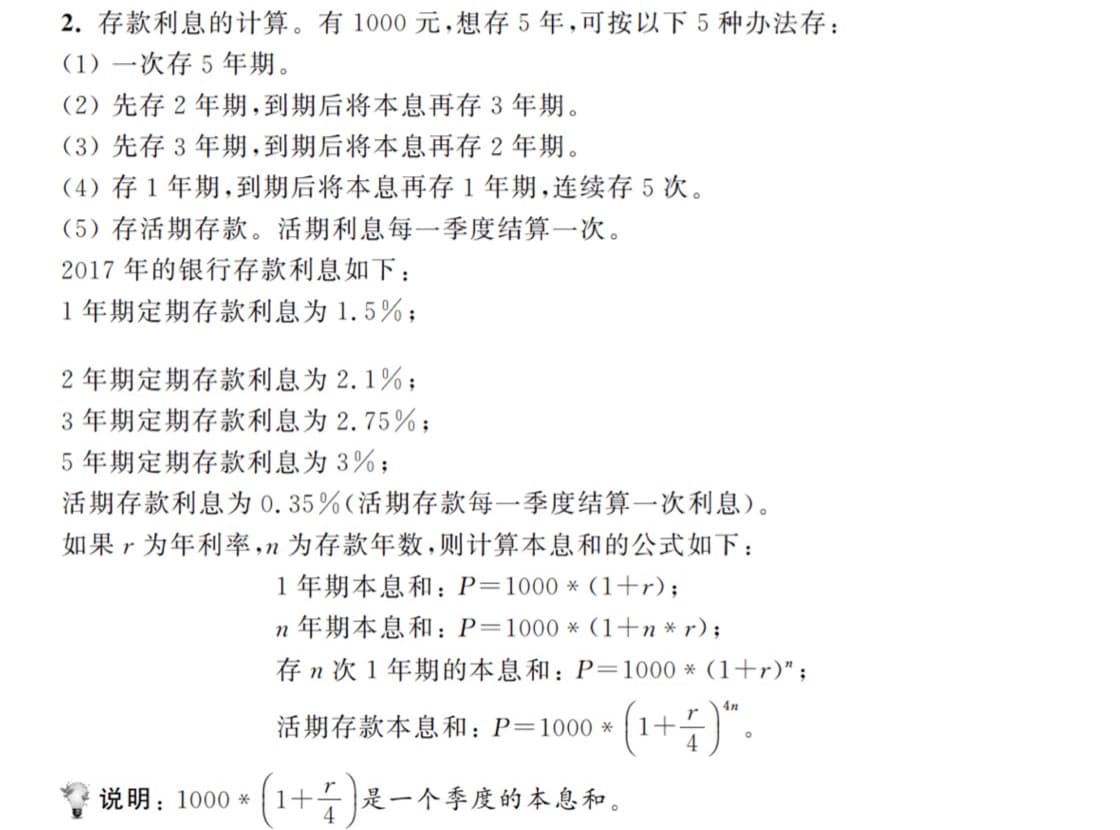 2. 存款利息的计算。有 1000 元,想存 5 年,可按以下 5 种办法存:
(1) 一次存 5 年期。
(2) 先存 2 年期,到期后将本息再存 3 年期。
(3) 先存 3 年期,到期后将本息再存 2 年期。
(4) 存 1 年期,到期后将本息再存 1 年期,连续存 5 次。
(5) 存活期存款。活期利息每一季度结算一次。
2017 年的银行存款利息如下:
1 年期定期存款利息为 1.5%;
2 年期定期存款利息为 2.1%;
3 年期定期存款利息为 2.75%;
5 年期定期存款利息为 3%;
活期存款利息为 0.35%(活期存款每一季度结算一次利息)。
如果 r 为年利率,n 为存款年数,则计算本息和的公式如下:
1 年期本息和: P=1000 * (1+r);
n 年期本息和: P=1000 * (1+n * r);
存 n 次 1 年期的本息和: P=1000 * (1+r)ⁿ;
活期存款本息和: P=1000 * (1+r/4)⁴ⁿ。
说明: 1000 * (1+r/4)是一个季度的本息和。